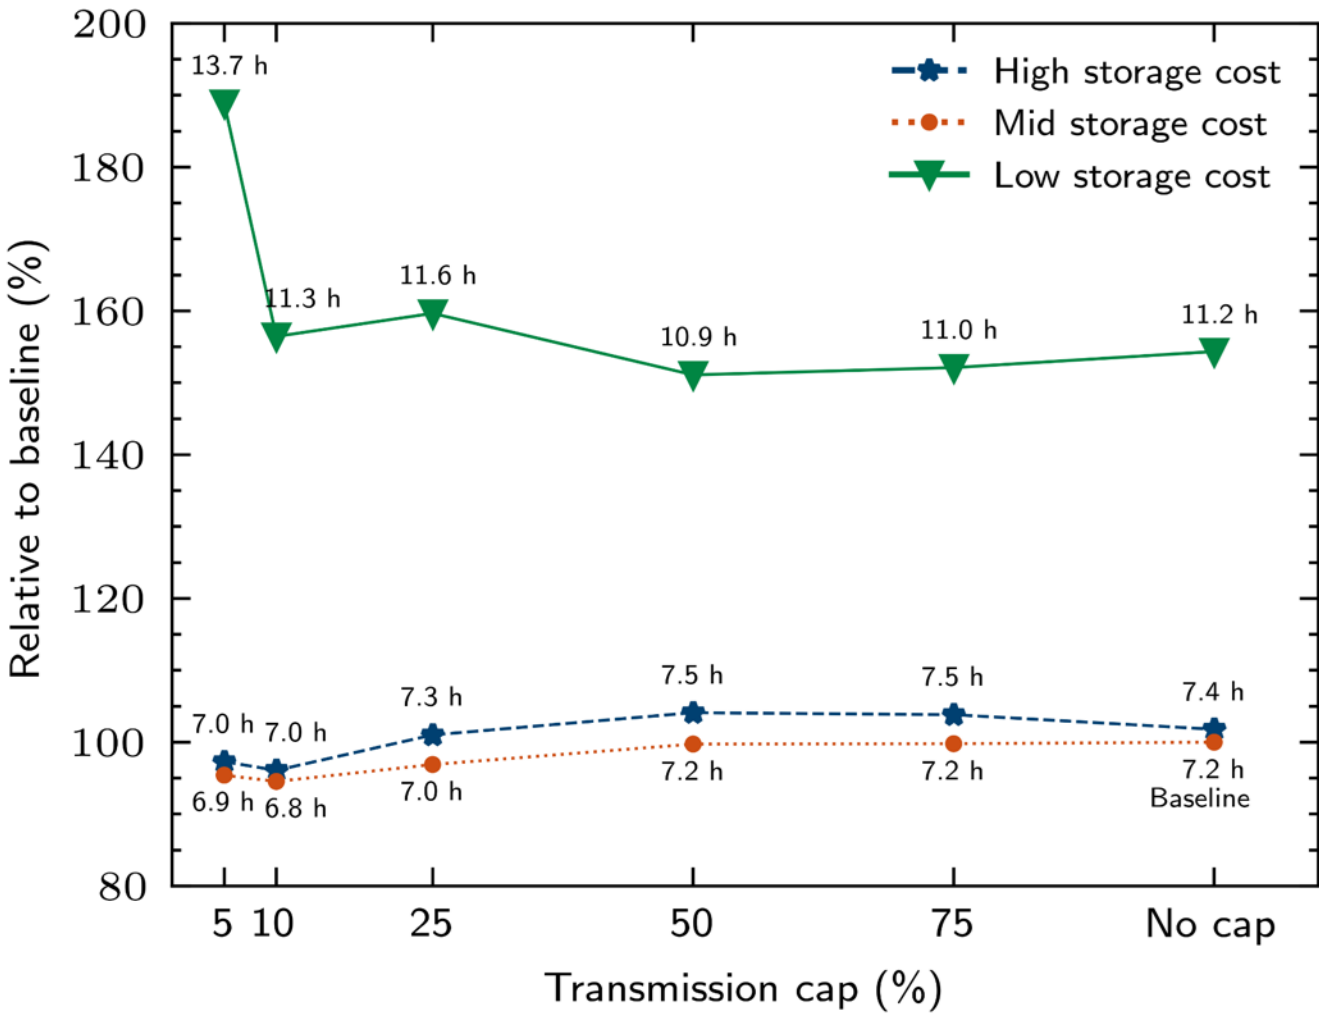 200
180
160
140
120
100
80
Relative to baseline (%)
High storage cost
Mid storage cost
Low storage cost
13.7 h
11.3 h
11.6 h
10.9 h
11.0 h
11.2 h
7.0 h
7.0 h
7.3 h
7.5 h
7.5 h
7.4 h
6.9 h
6.8 h
7.0 h
7.2 h
7.2 h
7.2 h
Baseline
5 10 25 50 75 No cap
Transmission cap (%)